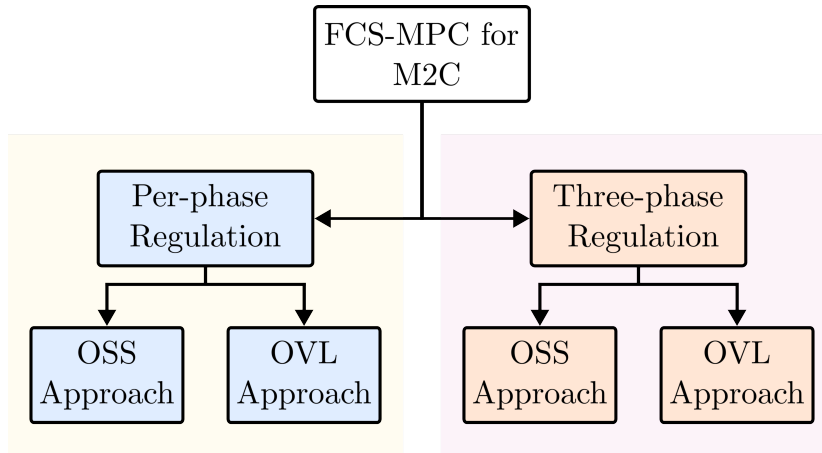 FCS-MPC for
M2C
Per-phase
Regulation
Three-phase
Regulation
OSS
Approach
OVL
Approach
OSS
Approach
OVL
Approach